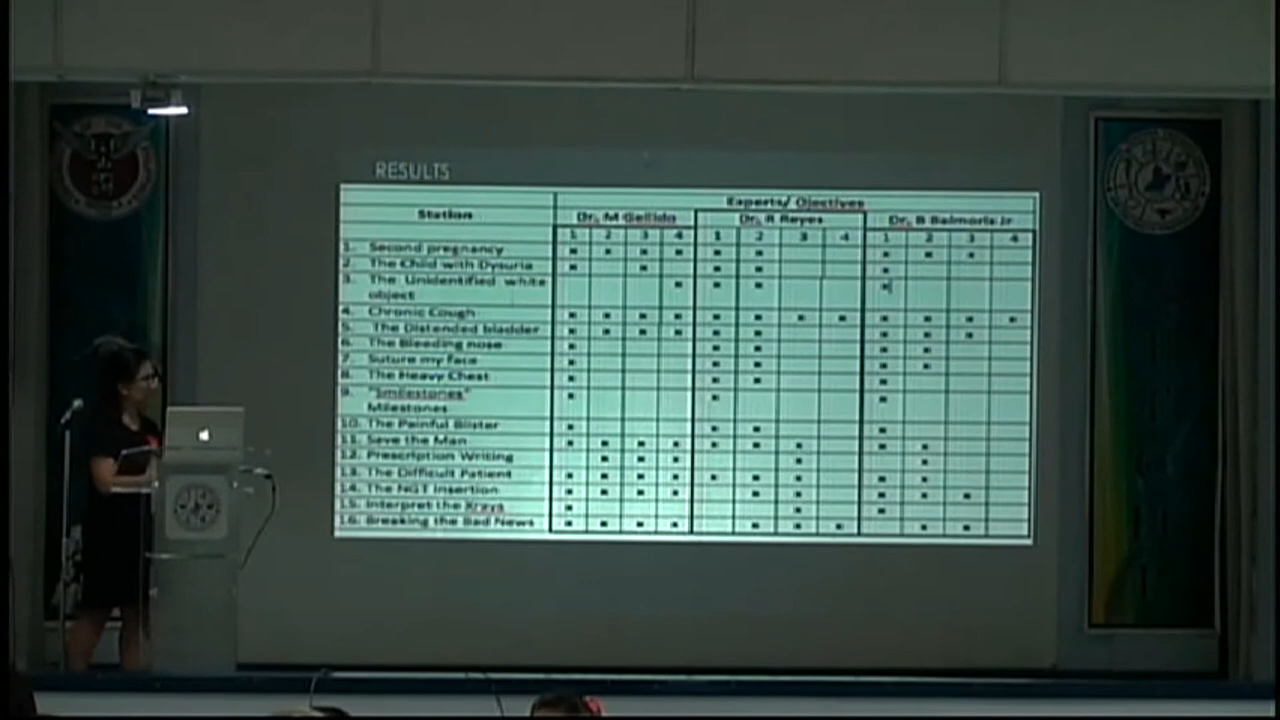 RESULTS
Station
Experts/ Ojectives
Dr. M Gellido
Dr. R Reyes
Dr. B Balmoris Jr
1 2 3 4 1 2 3 4 1 2 3 4
1. Second pregnancy
2. The Child with Dysuria
3. The Unidentified white
object
4. Chronic Cough
5. The Distended bladder
6. The Bleeding nose
7. Suture my face
8. The Heavy Chest
9. "Smilestones"
Milestones
10. The Painful Blister
11. Save the Man
12. Prescription Writing
13. The Difficult Patient
14. The NGT Insertion
15. Interpret the Xrays
16. Breaking the Bad News